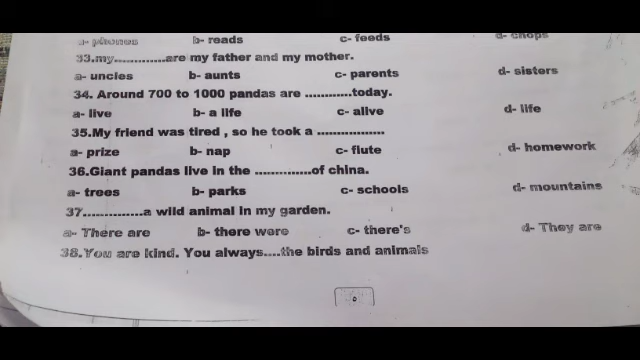 a- phones b- reads c- feeds d- chops
33.my..............are my father and my mother.
a- uncles b- aunts c- parents d- sisters
34. Around 700 to 1000 pandas are ............today.
a- live b- a life c- alive d- life
35.My friend was tired , so he took a .................
a- prize b- nap c- flute d- homework
36.Giant pandas live in the ..............of china.
a- trees b- parks c- schools d- mountains
37...............a wild animal in my garden.
a- There are b- there were c- there's d- They are
38.You are kind. You always....the birds and animals